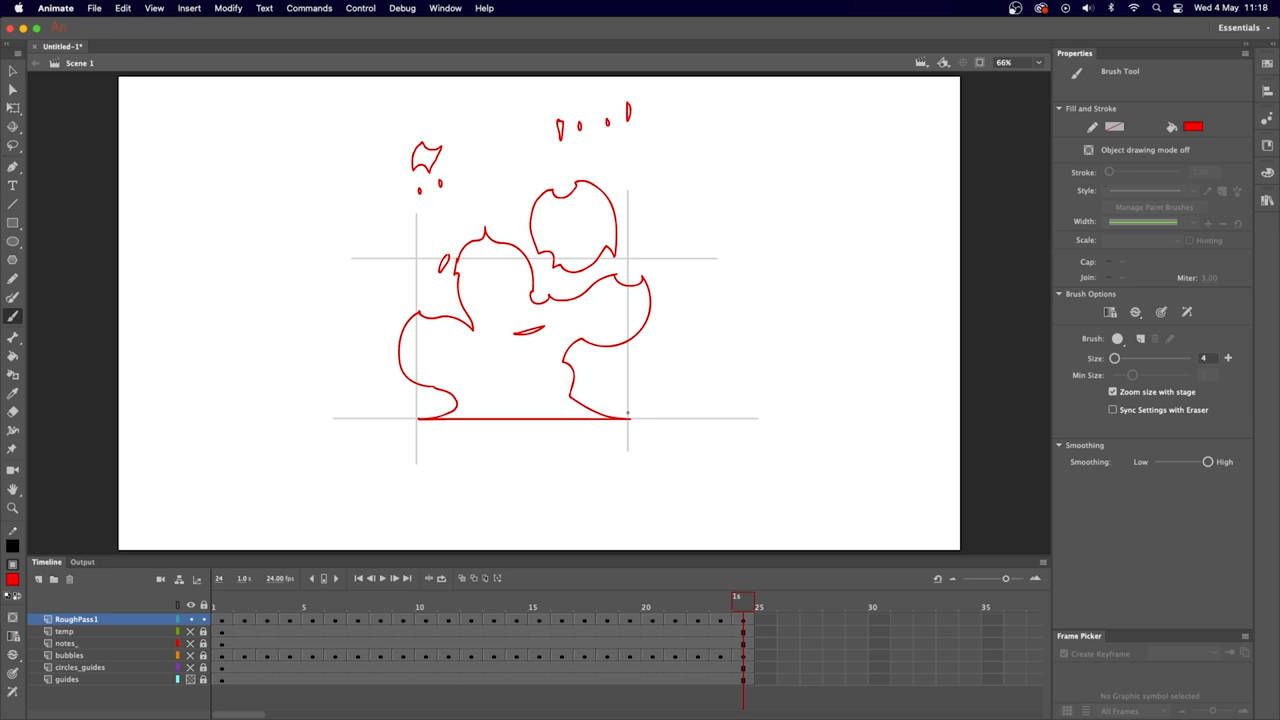 Animate File Edit View Insert Modify Text Commands Control Debug Window Help Wed 4 May 11:18
An Essentials
× Untitled-1*
Scene 1 66%
Properties
Brush Tool
Fill and Stroke
Object drawing mode off
Stroke:
Style:
Manage Paint Brushes
Width:
Scale: Hinting
Cap:
Join: Miter: 3.00
Brush Options
Brush:
Size: 4
Min Size:
Zoom size with stage
Sync Settings with Eraser
Smoothing
Smoothing: Low High
Timeline Output
24 1.0 s 24.00 fps
1 5 10 15 20 1s 25 30 35
RoughPass1
temp
notes_
bubbles
circles_guides
guides
Frame Picker
Create Keyframe
No Graphic symbol selected
All Frames